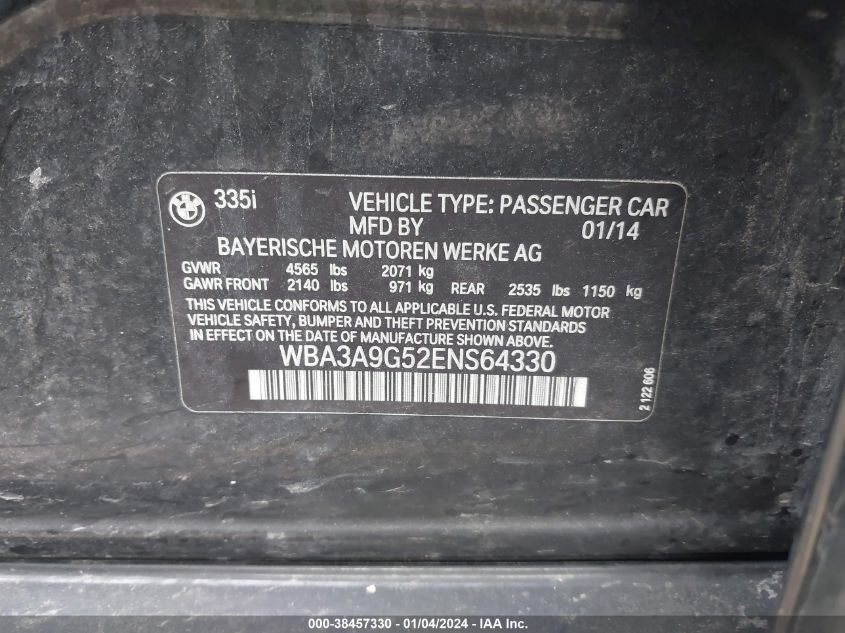 335i VEHICLE TYPE: PASSENGER CAR
MFD BY 01/14
BAYERISCHE MOTOREN WERKE AG
GVWR 4565 lbs 2071 kg
GAWR FRONT 2140 lbs 971 kg REAR 2535 lbs 1150 kg
THIS VEHICLE CONFORMS TO ALL APPLICABLE U.S. FEDERAL MOTOR
VEHICLE SAFETY, BUMPER AND THEFT PREVENTION STANDARDS
IN EFFECT ON THE DATE OF MANUFACTURE SHOWN ABOVE.
WBA3A9G52ENS64330
2 122 606
000-38457330 - 01/04/2024 - IAA Inc.